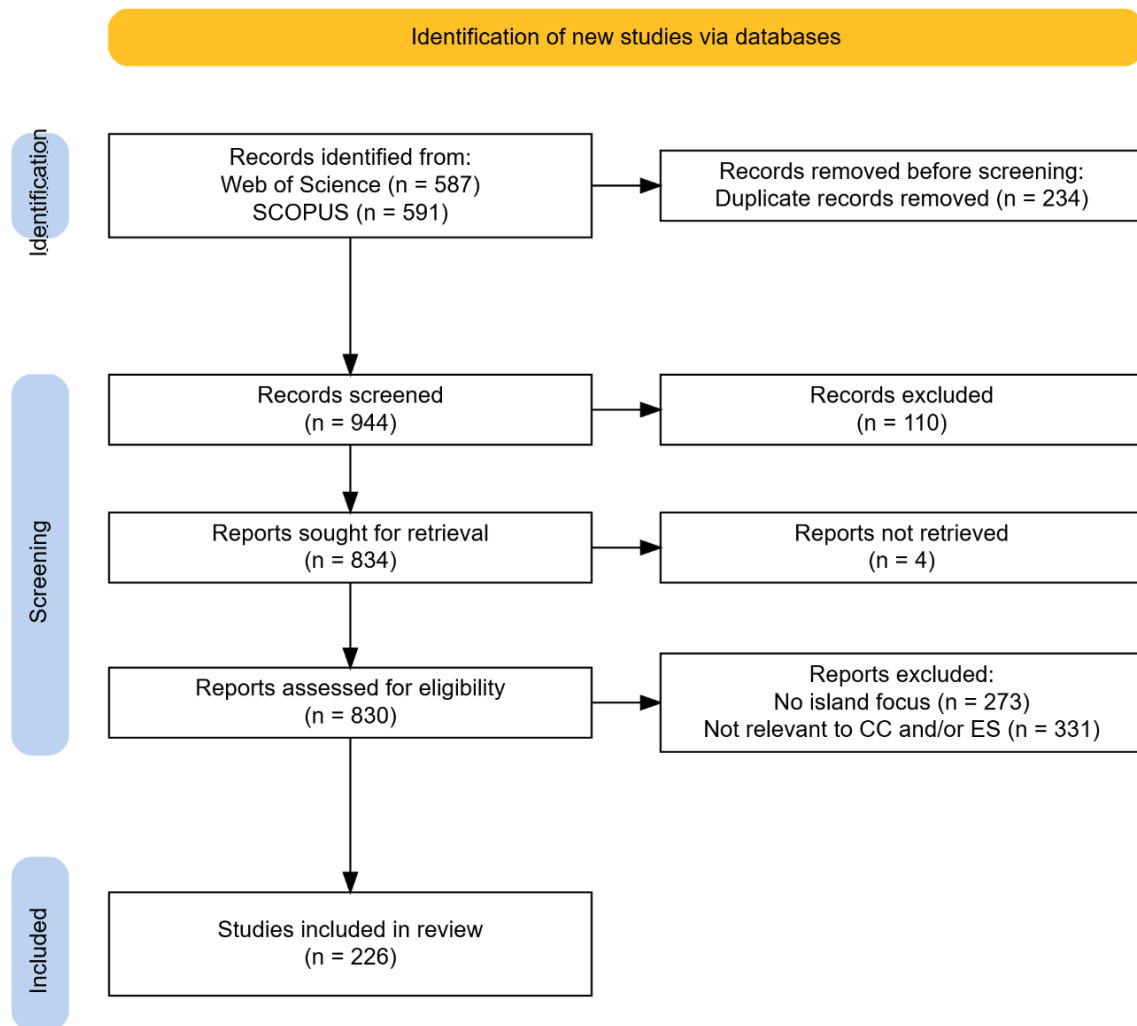 Identification of new studies via databases
Identification
Records identified from:
Web of Science (n = 587)
SCOPUS (n = 591)
Records removed before screening:
Duplicate records removed (n = 234)
Screening
Records screened
(n = 944)
Records excluded
(n = 110)
Reports sought for retrieval
(n = 834)
Reports not retrieved
(n = 4)
Reports assessed for eligibility
(n = 830)
Reports excluded:
No island focus (n = 273)
Not relevant to CC and/or ES (n = 331)
Included
Studies included in review
(n = 226)